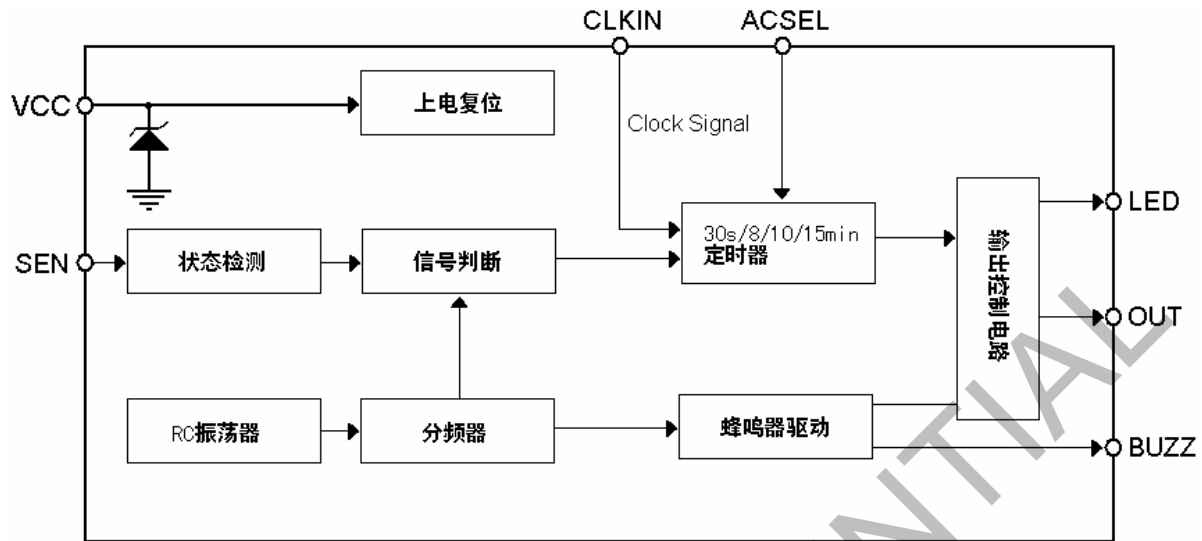 CLKIN
ACSEL
VCC
上电复位
Clock Signal
LED
30s/8/10/15min
定时器
SEN
状态检测
信号判断
输出控制电路
OUT
RC振荡器
分频器
蜂鸣器驱动
BUZZ
NTIAL